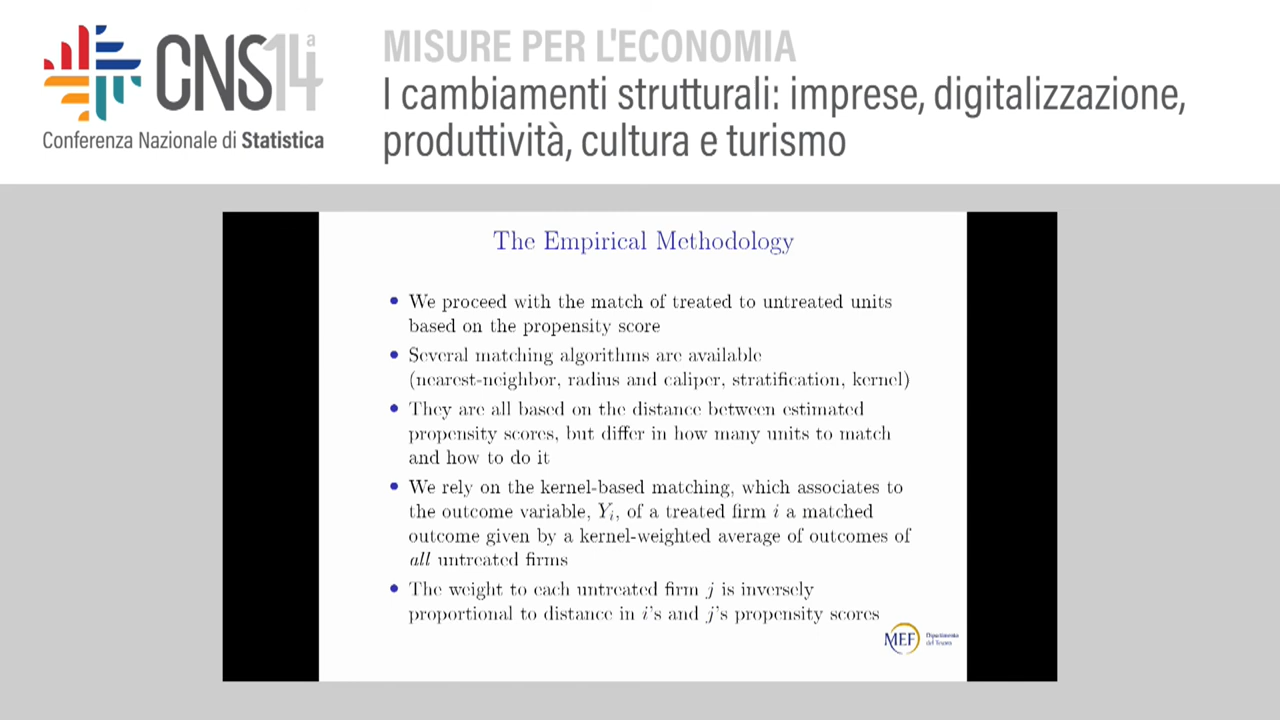 CNS14a
Conferenza Nazionale di Statistica
MISURE PER L'ECONOMIA
I cambiamenti strutturali: imprese, digitalizzazione,
produttività, cultura e turismo
The Empirical Methodology
• We proceed with the match of treated to untreated units
based on the propensity score
• Several matching algorithms are available
(nearest-neighbor, radius and caliper, stratification, kernel)
• They are all based on the distance between estimated
propensity scores, but differ in how many units to match
and how to do it
• We rely on the kernel-based matching, which associates to
the outcome variable, Yi, of a treated firm i a matched
outcome given by a kernel-weighted average of outcomes of
all untreated firms
• The weight to each untreated firm j is inversely
proportional to distance in i's and j's propensity scores
MEF
Dipartimento
del Tesoro